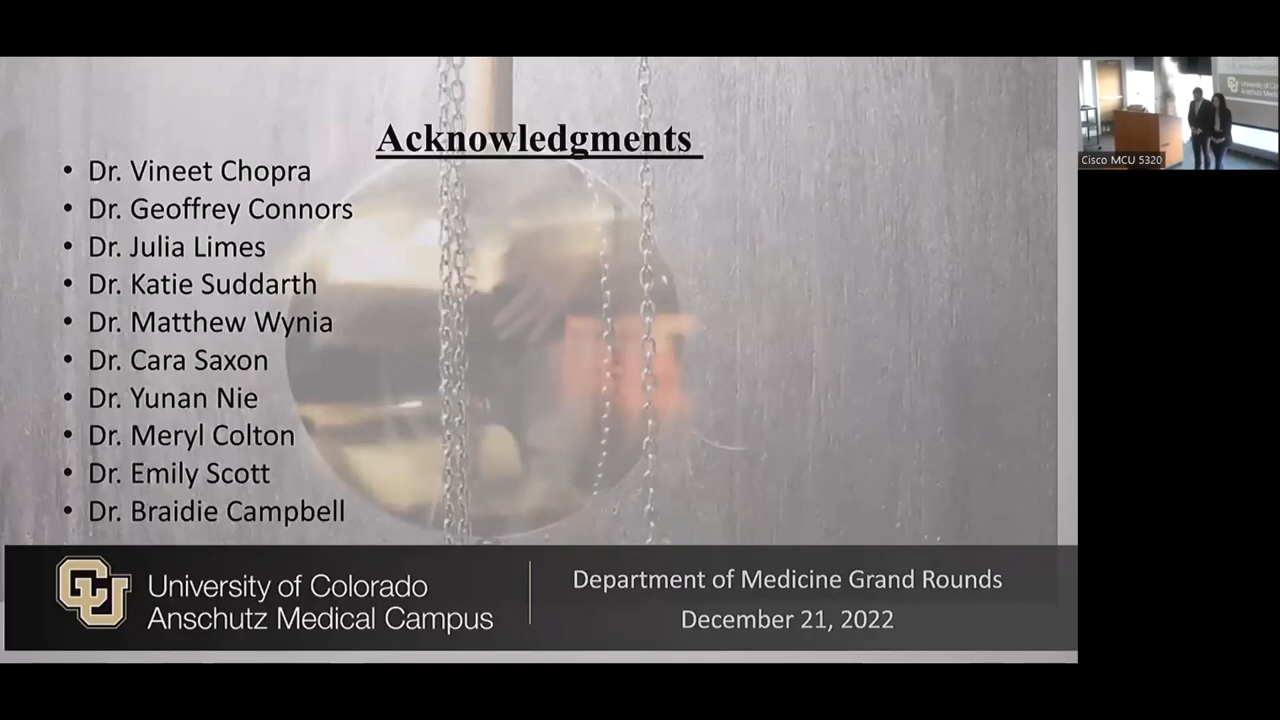 Acknowledgments
• Dr. Vineet Chopra
• Dr. Geoffrey Connors
• Dr. Julia Limes
• Dr. Katie Suddarth
• Dr. Matthew Wynia
• Dr. Cara Saxon
• Dr. Yunan Nie
• Dr. Meryl Colton
• Dr. Emily Scott
• Dr. Braidie Campbell
CU
University of Colorado
Anschutz Medical Campus
Department of Medicine Grand Rounds
December 21, 2022
Cisco MCU 5320